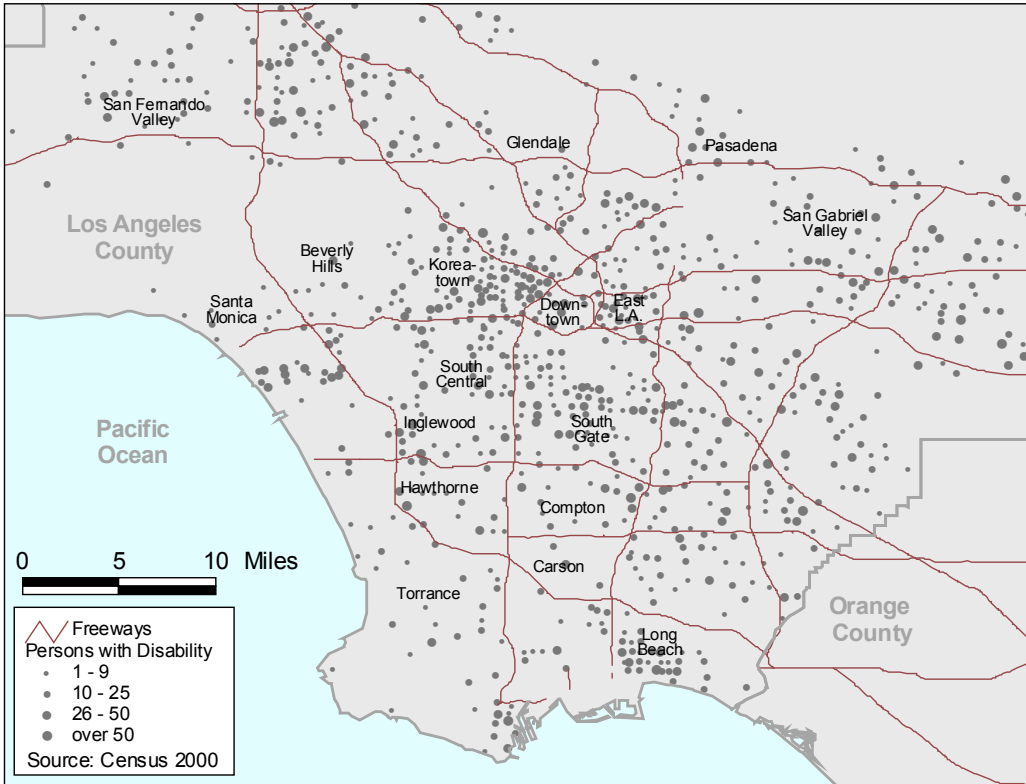 San Fernando
Valley
Glendale
Pasadena
Los Angeles
County
San Gabriel
Valley
Beverly
Hills
Korea-
town
Santa
Monica
Down-
town
East
L.A.
South
Central
Pacific
Ocean
Inglewood
South
Gate
Hawthorne
Compton
0 5 10 Miles
Carson
Torrance
Orange
County
Long
Beach
Freeways
Persons with Disability
1 - 9
10 - 25
26 - 50
over 50
Source: Census 2000